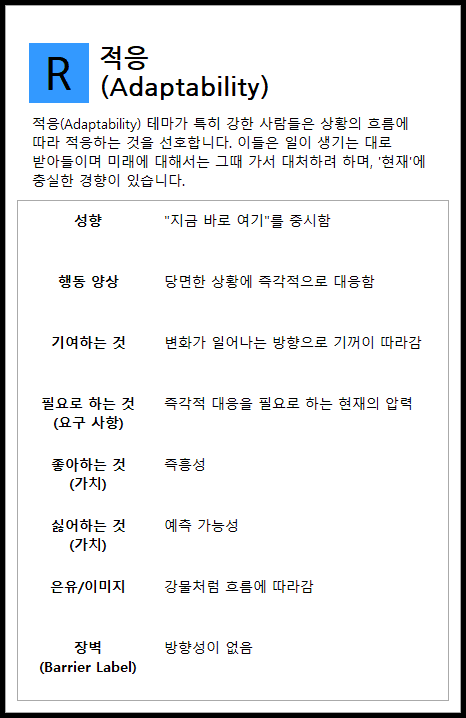 R
적응
(Adaptability)
적응(Adaptability) 테마가 특히 강한 사람들은 상황의 흐름에
따라 적응하는 것을 선호합니다. 이들은 일이 생기는 대로
받아들이며 미래에 대해서는 그때 가서 대처하려 하며, '현재'에
충실한 경향이 있습니다.
성향 "지금 바로 여기"를 중시함
행동 양상 당면한 상황에 즉각적으로 대응함
기여하는 것 변화가 일어나는 방향으로 기꺼이 따라감
필요로 하는 것 즉각적 대응을 필요로 하는 현재의 압력
(요구 사항)
좋아하는 것 즉흥성
(가치)
싫어하는 것 예측 가능성
(가치)
은유/이미지 강물처럼 흐름에 따라감
장벽 방향성이 없음
(Barrier Label)